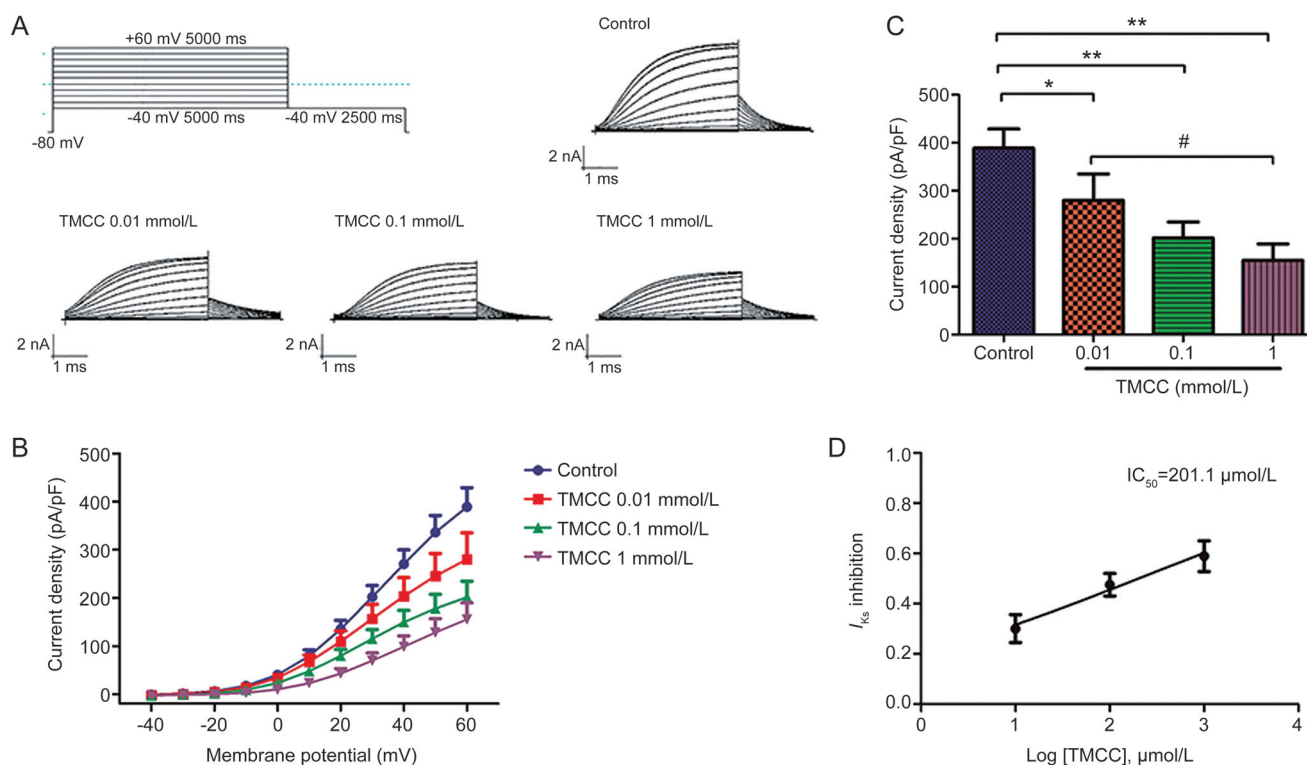 A
+60 mV 5000 ms
-40 mV 5000 ms
-40 mV 2500 ms
-80 mV
Control
2 nA
1 ms
TMCC 0.01 mmol/L
TMCC 0.1 mmol/L
TMCC 1 mmol/L
2 nA
1 ms
2 nA
1 ms
2 nA
1 ms
B
500
400
300
200
100
0
-40
-20
0
20
40
60
Current density (pA/pF)
Membrane potential (mV)
Control
TMCC 0.01 mmol/L
TMCC 0.1 mmol/L
TMCC 1 mmol/L
C
**
**
*
#
500
400
300
200
100
0
Current density (pA/pF)
Control
0.01
0.1
1
TMCC (mmol/L)
D
IC50=201.1 µmol/L
1.0
0.8
0.6
0.4
0.2
0.0
IKs inhibition
0
1
2
3
4
Log [TMCC], µmol/L